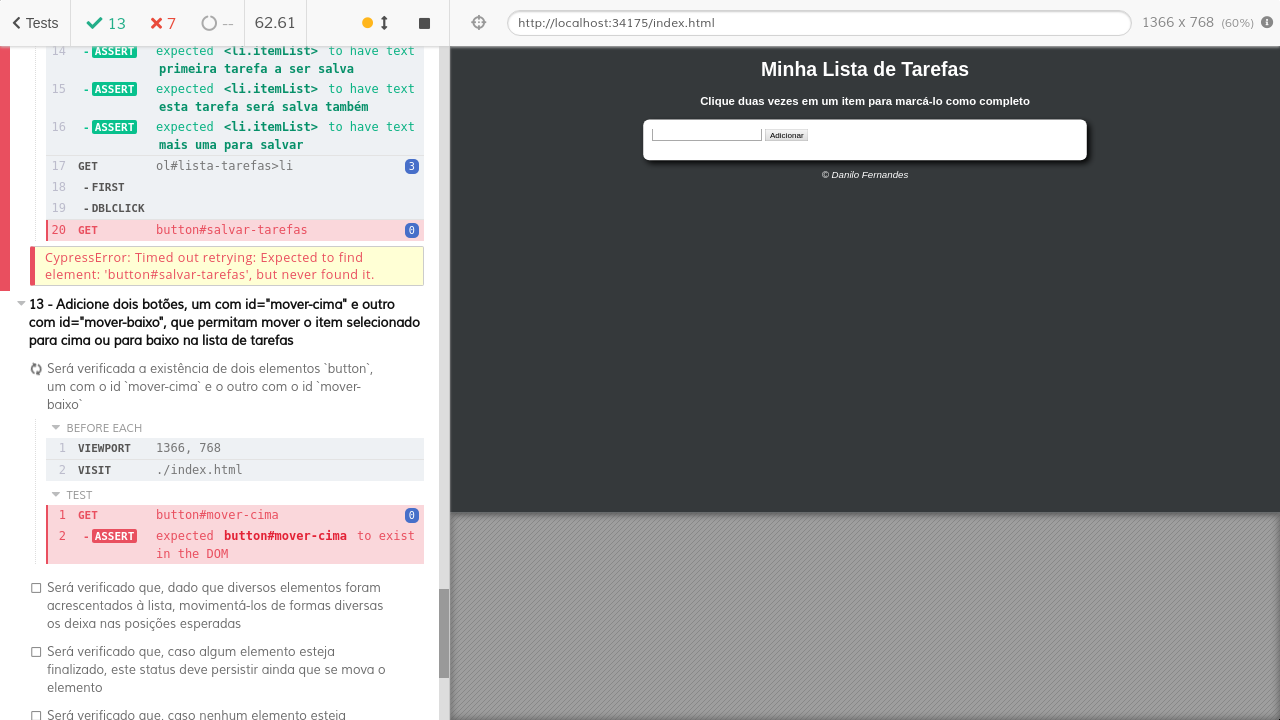 Tests
13
7
--
62.61
http://localhost:34175/index.html
1366 x 768 (60%)
14 - ASSERT expected <li.itemList> to have text
primeira tarefa a ser salva
15 - ASSERT expected <li.itemList> to have text
esta tarefa será salva também
16 - ASSERT expected <li.itemList> to have text
mais uma para salvar
17 GET ol#lista-tarefas>li 3
18 - FIRST
19 - DBLCLICK
20 GET button#salvar-tarefas 0
CypressError: Timed out retrying: Expected to find
element: 'button#salvar-tarefas', but never found it.
13 - Adicione dois botões, um com id="mover-cima" e outro
com id="mover-baixo", que permitam mover o item selecionado
para cima ou para baixo na lista de tarefas
Será verificada a existência de dois elementos `button`,
um com o id `mover-cima` e o outro com o id `mover-
baixo`
BEFORE EACH
1 VIEWPORT 1366, 768
2 VISIT ./index.html
TEST
1 GET button#mover-cima 0
2 - ASSERT expected button#mover-cima to exist
in the DOM
Será verificado que, dado que diversos elementos foram
acrescentados à lista, movimentá-los de formas diversas
os deixa nas posições esperadas
Será verificado que, caso algum elemento esteja
finalizado, este status deve persistir ainda que se mova o
elemento
Será verificado que, caso nenhum elemento esteja
Minha Lista de Tarefas
Clique duas vezes em um item para marcá-lo como completo
Adicionar
© Danilo Fernandes